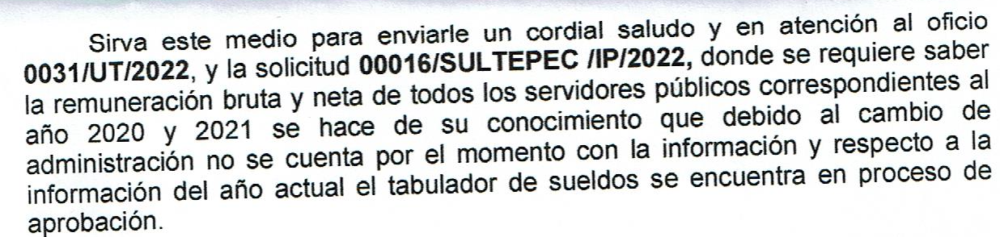 Sirva este medio para enviarle un cordial saludo y en atención al oficio
0031/UT/2022, y la solicitud 00016/SULTEPEC /IP/2022, donde se requiere saber
la remuneración bruta y neta de todos los servidores públicos correspondientes al
año 2020 y 2021 se hace de su conocimiento que debido al cambio de
administración no se cuenta por el momento con la información y respecto a la
información del año actual el tabulador de sueldos se encuentra en proceso de
aprobación.